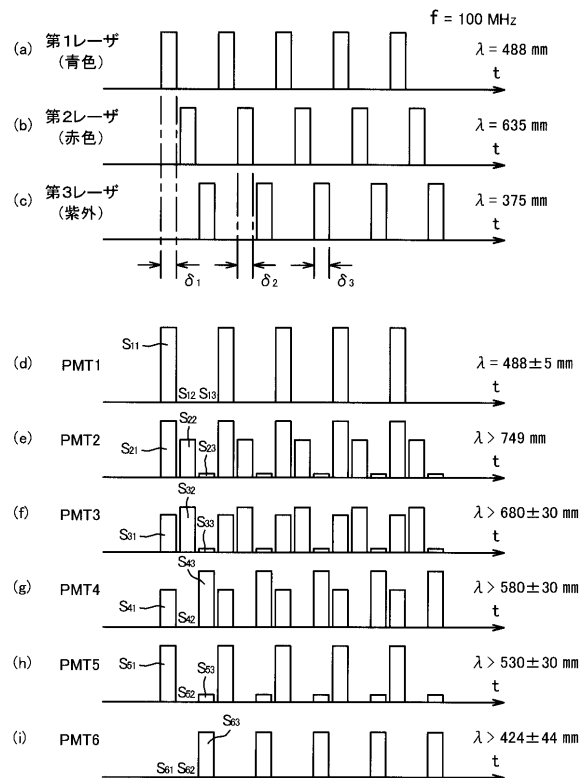 f = 100 MHz
(a) 第1レーザ (青色) λ = 488 mm
t
(b) 第2レーザ (赤色) λ = 635 mm
t
(c) 第3レーザ (紫外) λ = 375 mm
t
δ1 δ2 δ3
(d) PMT1 S11 S12 S13 λ = 488±5 mm
t
(e) PMT2 S21 S22 S23 λ > 749 mm
t
(f) PMT3 S31 S32 S33 λ > 680±30 mm
t
(g) PMT4 S41 S42 S43 λ > 580±30 mm
t
(h) PMT5 S51 S52 S53 λ > 530±30 mm
t
(i) PMT6 S61 S62 S63 λ > 424±44 mm
t